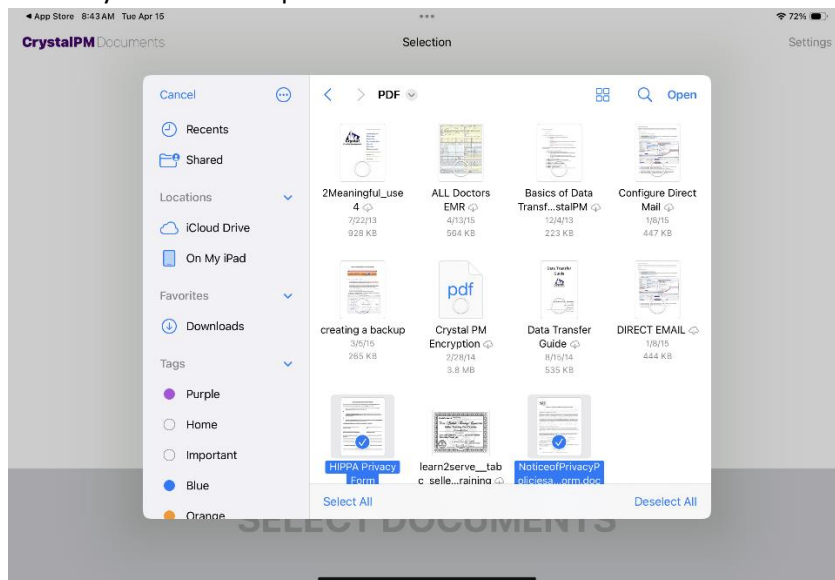 ◀ App Store 8:43 AM Tue Apr 15 72%
CrystalPM Documents Selection Settings
Cancel PDF Open
Recents
Shared
Locations
iCloud Drive
On My iPad
Favorites
Downloads
Tags
Purple
Home
Important
Blue
Orange
2Meaningful_use
4
7/22/13
928 KB
ALL Doctors
EMR
4/13/15
564 KB
Basics of Data
Transf...stalPM
12/4/13
223 KB
Configure Direct
Mail
1/8/15
447 KB
creating a backup
265 KB
pdf
Crystal PM
Encryption
2/28/14
3.8 MB
Data Transfer
Guide
Data Transfer
Guide
8/15/14
535 KB
DIRECT EMAIL
1/8/15
444 KB
HIPPA Privacy
Form
learn2serve__tab
c_selle...raining
NoticeofPrivacyP
oliciesa...orm.doc
Select All Deselect All
SELECT DOCUMENTS